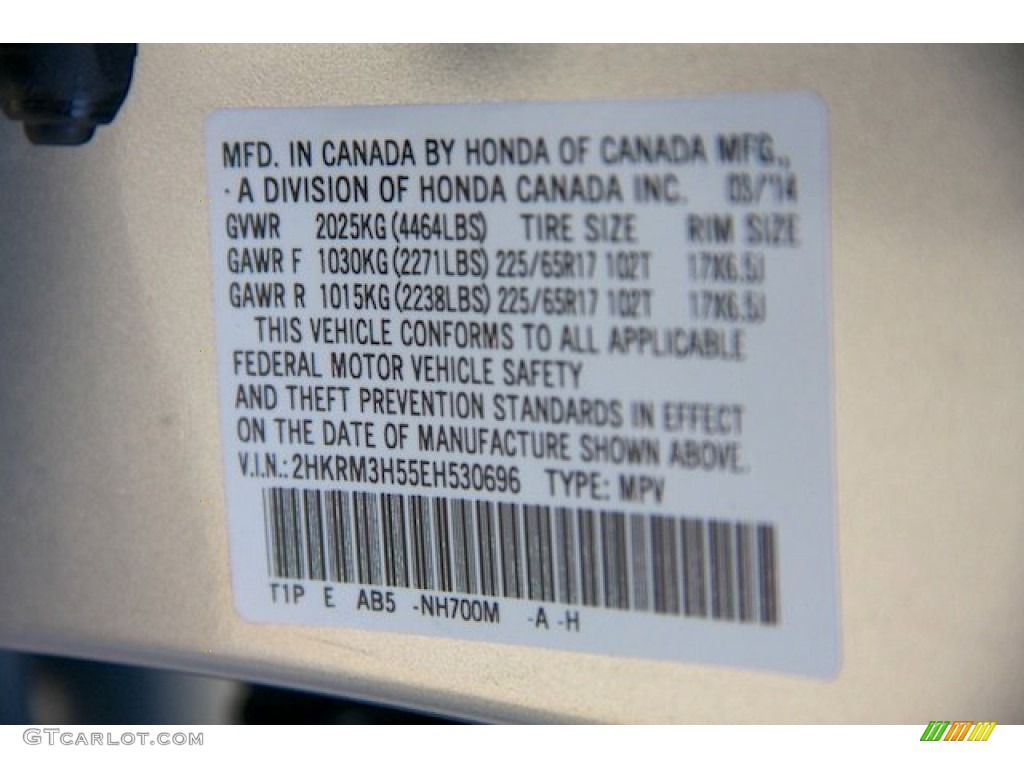 MFD. IN CANADA BY HONDA OF CANADA MFG.,
A DIVISION OF HONDA CANADA INC. 03/'14
GVWR 2025KG (4464LBS) TIRE SIZE RIM SIZE
GAWR F 1030KG (2271LBS) 225/65R17 102T 17X6.5J
GAWR R 1015KG (2238LBS) 225/65R17 102T 17X6.5J
THIS VEHICLE CONFORMS TO ALL APPLICABLE
FEDERAL MOTOR VEHICLE SAFETY
AND THEFT PREVENTION STANDARDS IN EFFECT
ON THE DATE OF MANUFACTURE SHOWN ABOVE.
V.I.N.: 2HKRM3H55EH530696 TYPE: MPV
T1P E AB5 -NH700M -A -H
GTCARLOT.COM